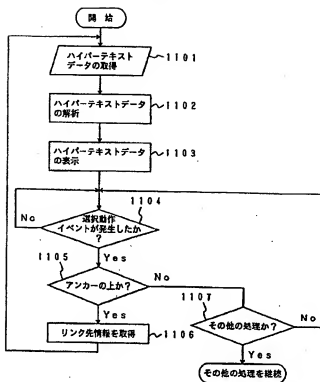 開 始
ハイパーテキスト
データの取得
1101
ハイパーテキストデータ
の解析
1102
ハイパーテキストデータ
の表示
1103
選択動作
イベントが発生したか
?
1104
No
Yes
アンカーの上か?
1105
No
Yes
リンク先情報を取得
1106
その他の処理か?
1107
No
Yes
その他の処理を継続